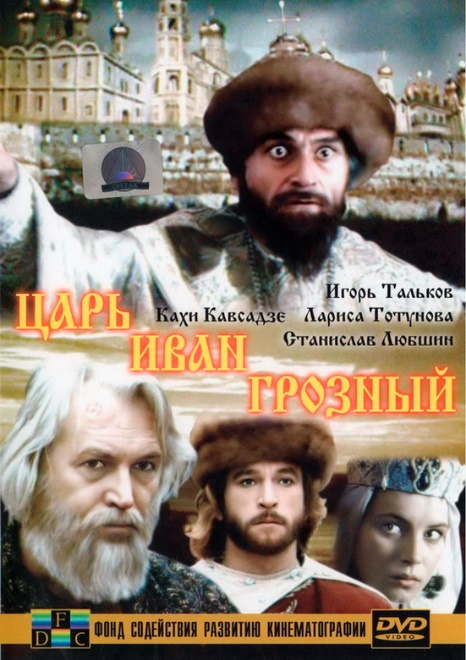 Игорь Тальков
Кахи Кавсадзе Лариса Тотунова
Станислав Любшин
ЦАРЬ
ИВАН
ГРОЗНЫЙ
DFC
ФОНД СОДЕЙСТВИЯ РАЗВИТИЮ КИНЕМАТОГРАФИИ
DVD
VIDEO